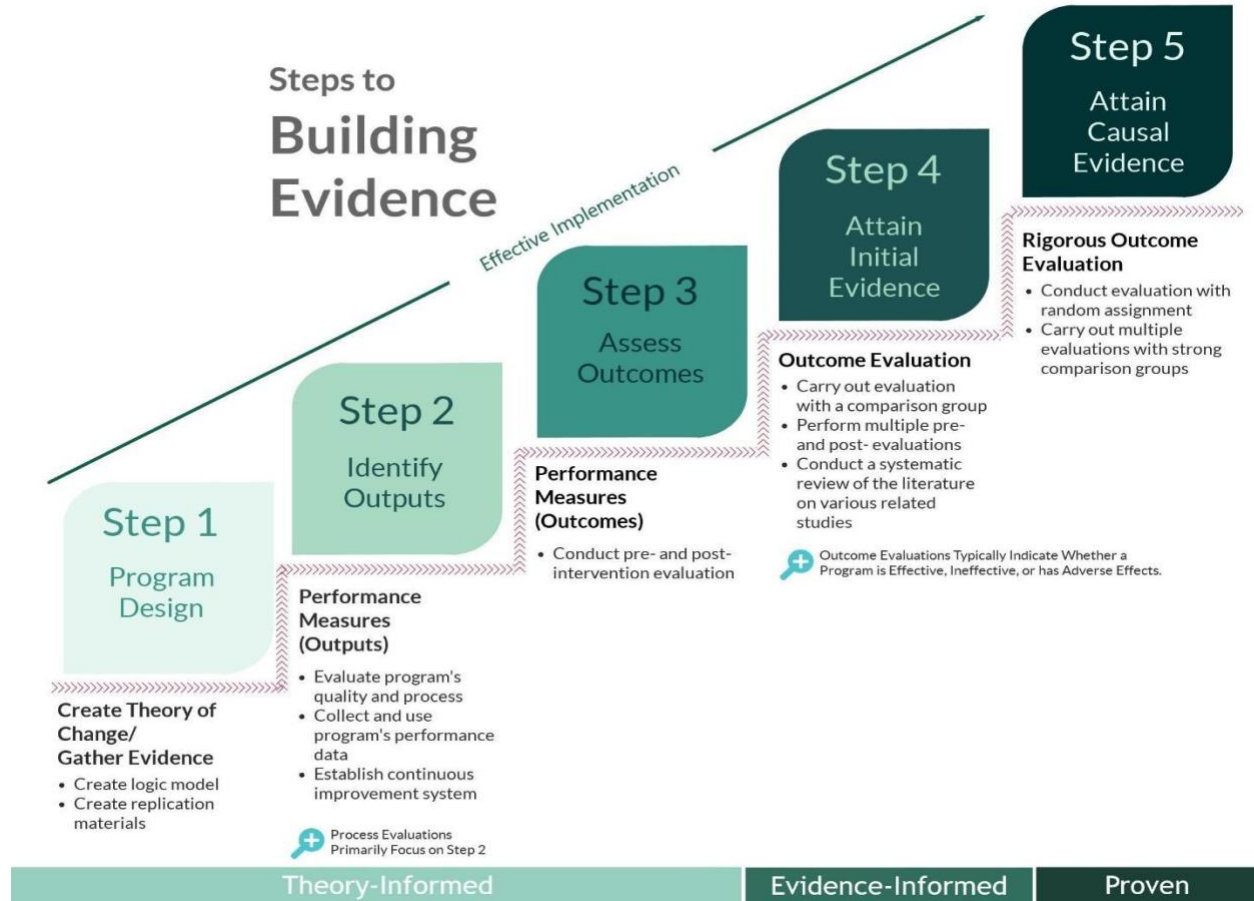 Steps to
Building
Evidence
Effective Implementation
Step 1
Program
Design
Create Theory of
Change/
Gather Evidence
• Create logic model
• Create replication
materials
Step 2
Identify
Outputs
Performance
Measures
(Outputs)
• Evaluate program's
quality and process
• Collect and use
program's performance
data
• Establish continuous
improvement system
Process Evaluations
Primarily Focus on Step 2
Step 3
Assess
Outcomes
Performance
Measures
(Outcomes)
• Conduct pre- and post-
intervention evaluation
Step 4
Attain
Initial
Evidence
Outcome Evaluation
• Carry out evaluation
with a comparison group
• Perform multiple pre-
and post- evaluations
• Conduct a systematic
review of the literature
on various related
studies
Outcome Evaluations Typically Indicate Whether a
Program is Effective, Ineffective, or has Adverse Effects.
Step 5
Attain
Causal
Evidence
Rigorous Outcome
Evaluation
• Conduct evaluation with
random assignment
• Carry out multiple
evaluations with strong
comparison groups
Theory-Informed
Evidence-Informed
Proven